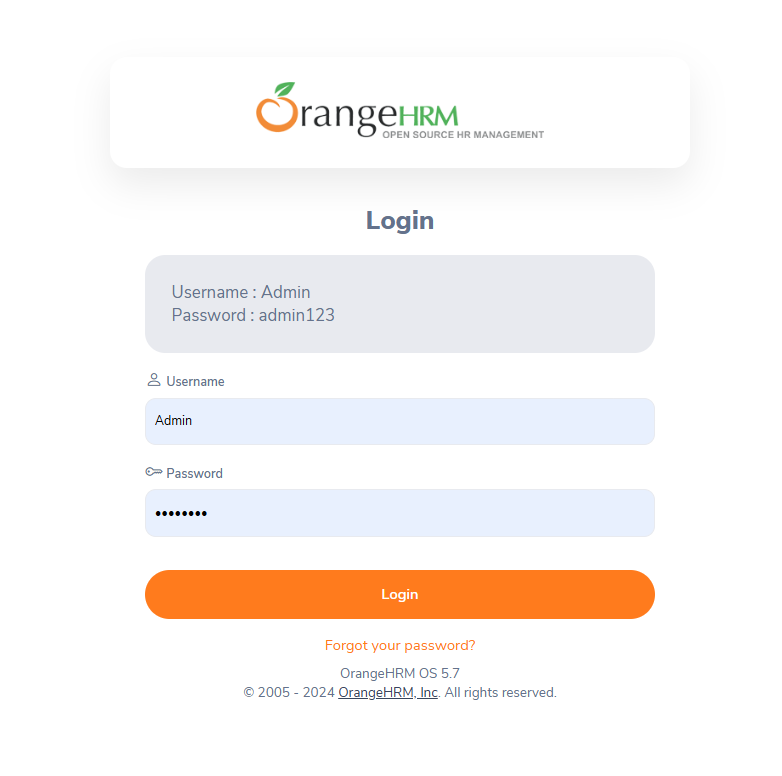 OrangeHRM
OPEN SOURCE HR MANAGEMENT
Login
Username : Admin
Password : admin123
Username
Admin
Password
••••••••
Login
Forgot your password?
OrangeHRM OS 5.7
© 2005 - 2024 OrangeHRM, Inc. All rights reserved.